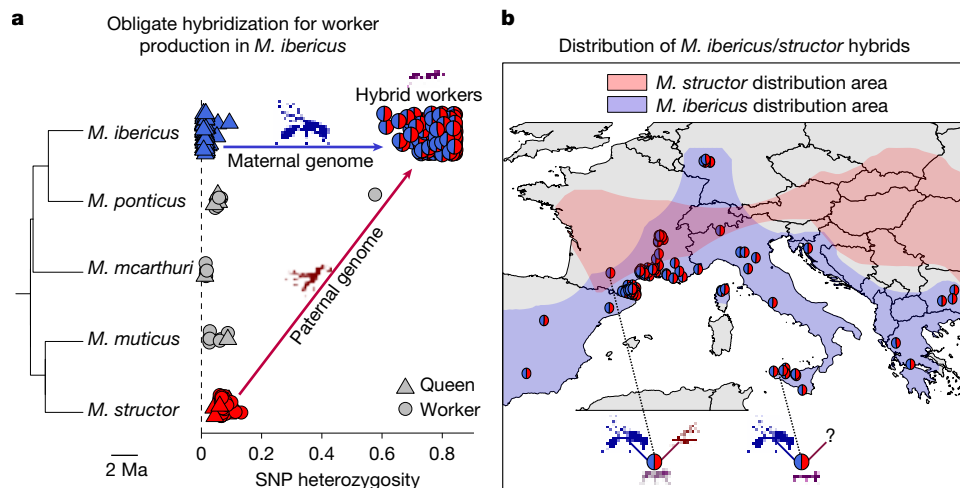 a
Obligate hybridization for worker
production in M. ibericus
Hybrid workers
M. ibericus
Maternal genome
M. ponticus
M. mcarthuri
Paternal genome
M. muticus
Queen
Worker
M. structor
2 Ma
0 0.2 0.4 0.6 0.8
SNP heterozygosity
b
Distribution of M. ibericus/structor hybrids
M. structor distribution area
M. ibericus distribution area
?